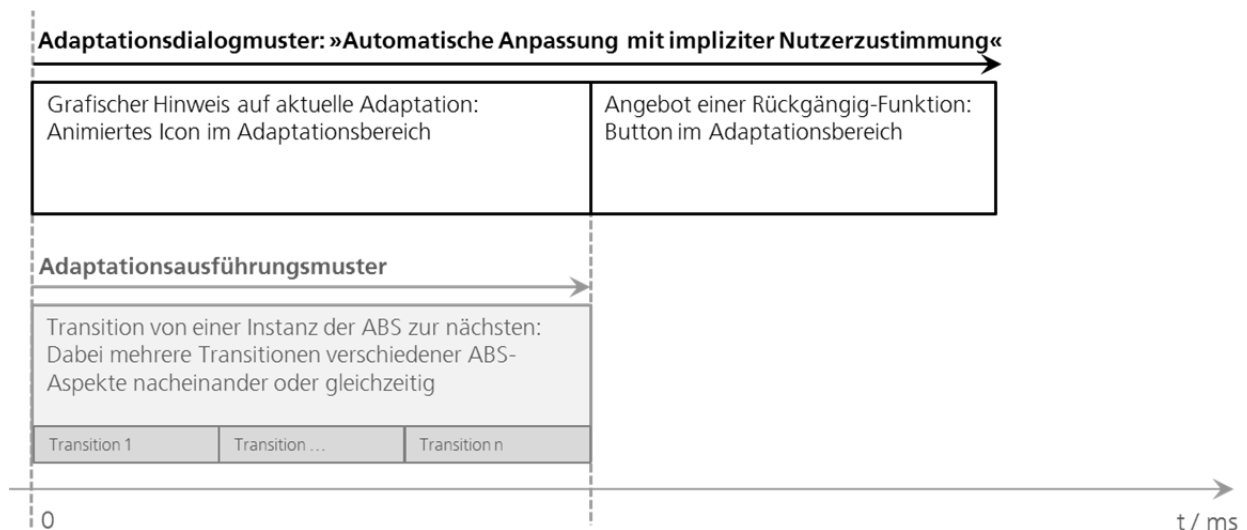 Adaptationsdialogmuster: »Automatische Anpassung mit impliziter Nutzerzustimmung«
Grafischer Hinweis auf aktuelle Adaptation:
Animiertes Icon im Adaptationsbereich
Angebot einer Rückgängig-Funktion:
Button im Adaptationsbereich
Adaptationsausführungsmuster
Transition von einer Instanz der ABS zur nächsten:
Dabei mehrere Transitionen verschiedener ABS-
Aspekte nacheinander oder gleichzeitig
Transition 1
Transition ...
Transition n
0
t / ms